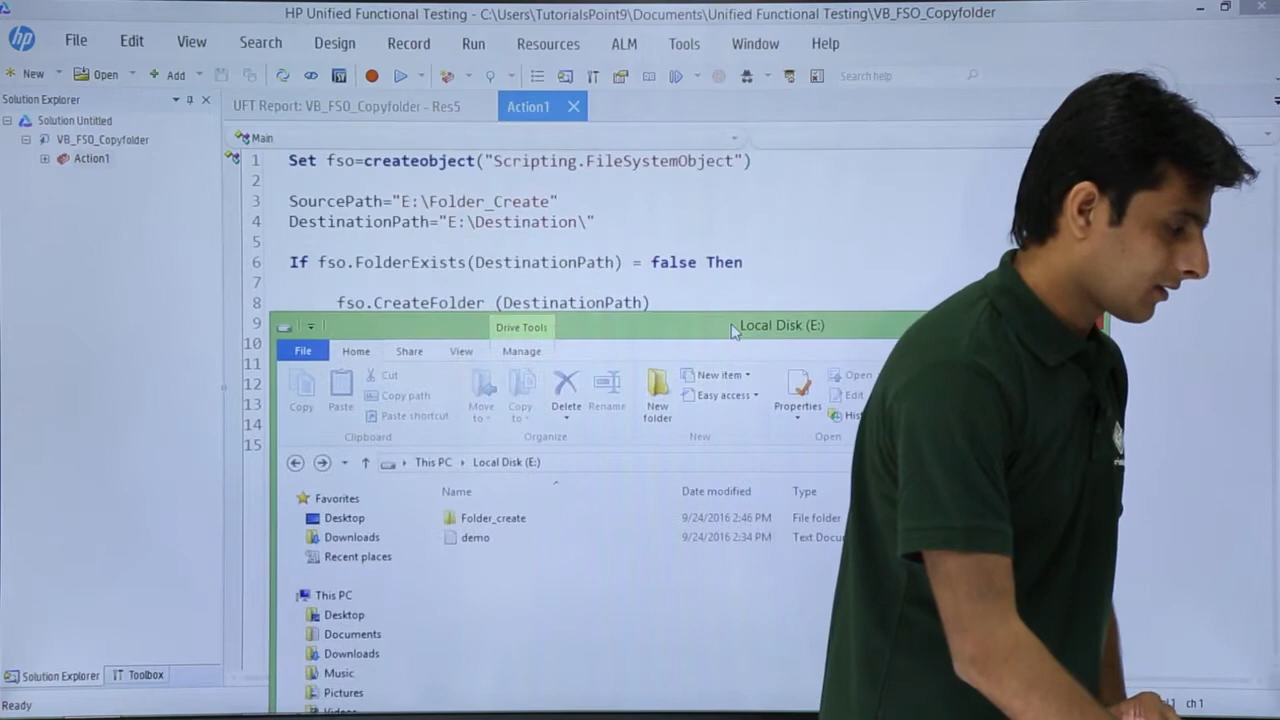 HP Unified Functional Testing - C:\Users\TutorialsPoint9\Documents\Unified Functional Testing\VB_FSO_Copyfolder
hp File Edit View Search Design Record Run Resources ALM Tools Window Help
New Open Add Search help
Solution Explorer
UFT Report: VB_FSO_Copyfolder - Res5 Action1
Solution Untitled
VB_FSO_Copyfolder
Action1
Main
1 Set fso=createobject("Scripting.FileSystemObject")
2
3 SourcePath="E:\Folder_Create"
4 DestinationPath="E:\Destination\"
5
6 If fso.FolderExists(DestinationPath) = false Then
7
8 fso.CreateFolder (DestinationPath)
9
10
11
12
13
14
15
Drive Tools Local Disk (E:)
File Home Share View Manage
Copy Paste Cut Copy path Paste shortcut
Move to Copy to Delete Rename
New folder New item Easy access
Properties Open Edit
Clipboard Organize New Open
This PC Local Disk (E:)
Name Date modified Type
Folder_create 9/24/2016 2:46 PM File folder
demo 9/24/2016 2:34 PM Text
Favorites
Desktop
Downloads
Recent places
This PC
Desktop
Documents
Downloads
Music
Pictures
Solution Explorer Toolbox
Ready ch 1